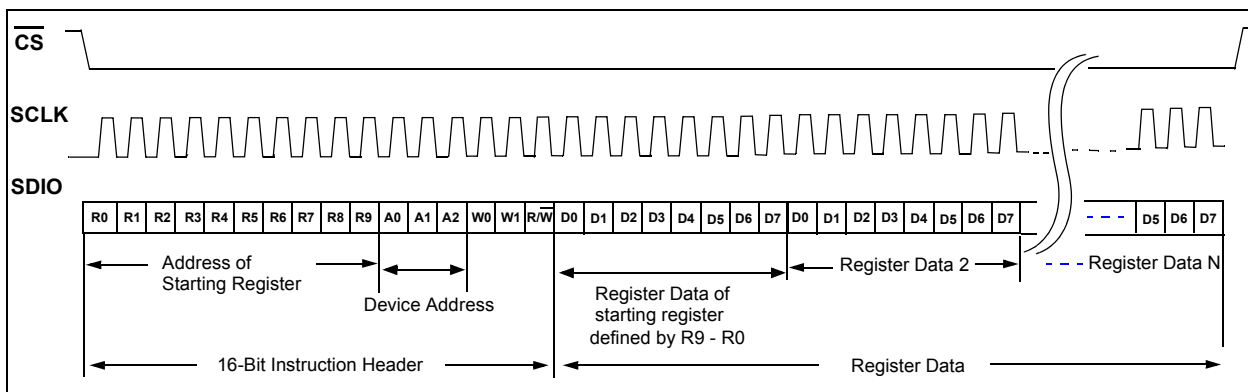 CS
SCLK
SDIO
R0 R1 R2 R3 R4 R5 R6 R7 R8 R9 A0 A1 A2 W0 W1 R/W D0 D1 D2 D3 D4 D5 D6 D7 D0 D1 D2 D3 D4 D5 D6 D7 D5 D6 D7
Address of
Starting Register
Device Address
Register Data of
starting register
defined by R9 - R0
Register Data 2
Register Data N
16-Bit Instruction Header
Register Data